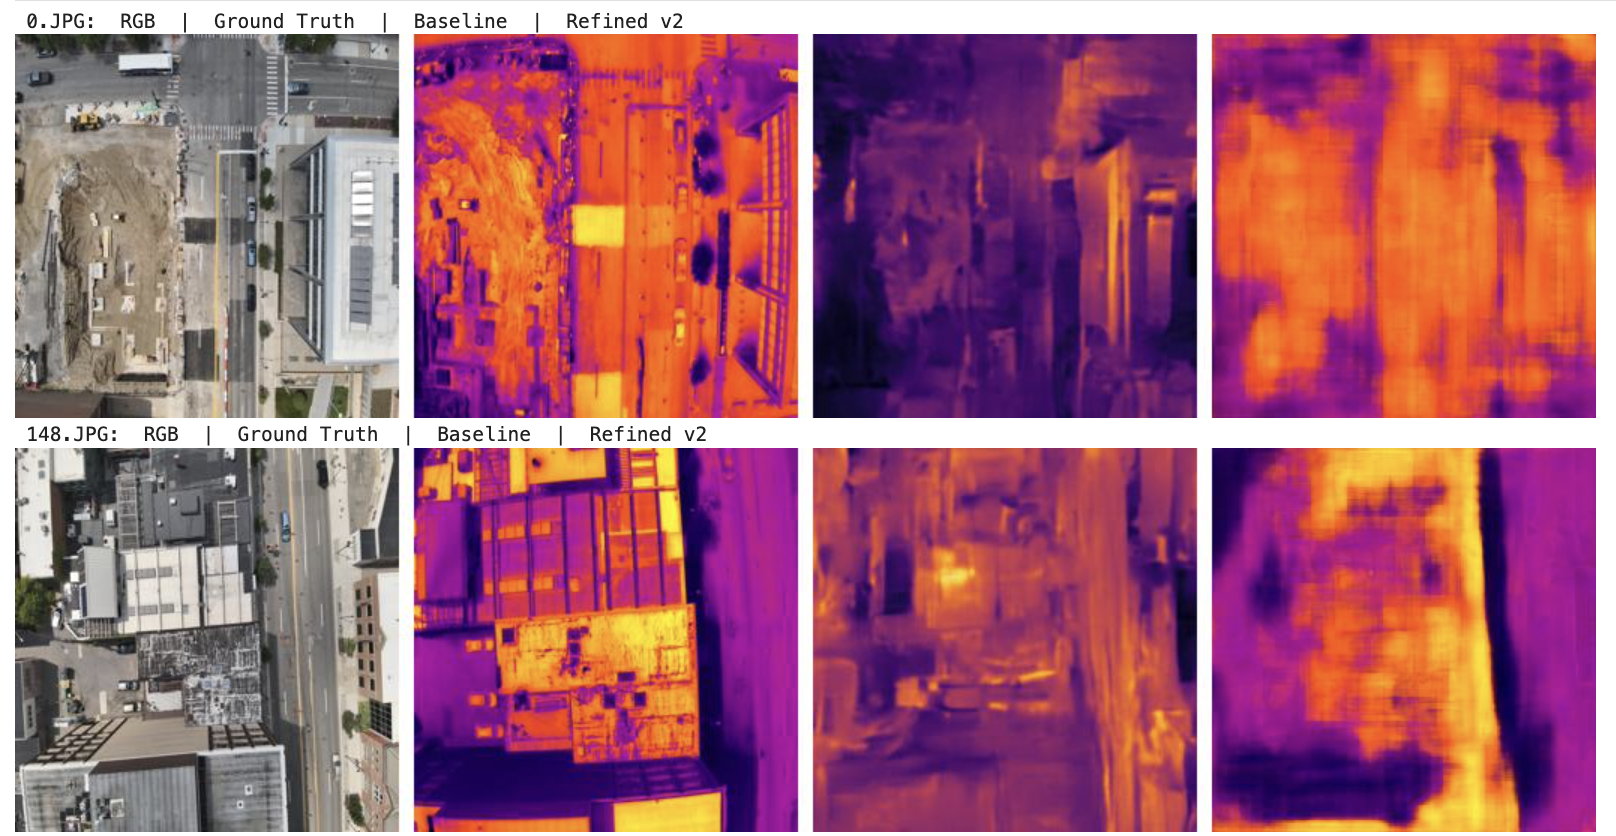 0.JPG:  RGB  |  Ground Truth  |  Baseline  |  Refined v2
148.JPG:  RGB  |  Ground Truth  |  Baseline  |  Refined v2